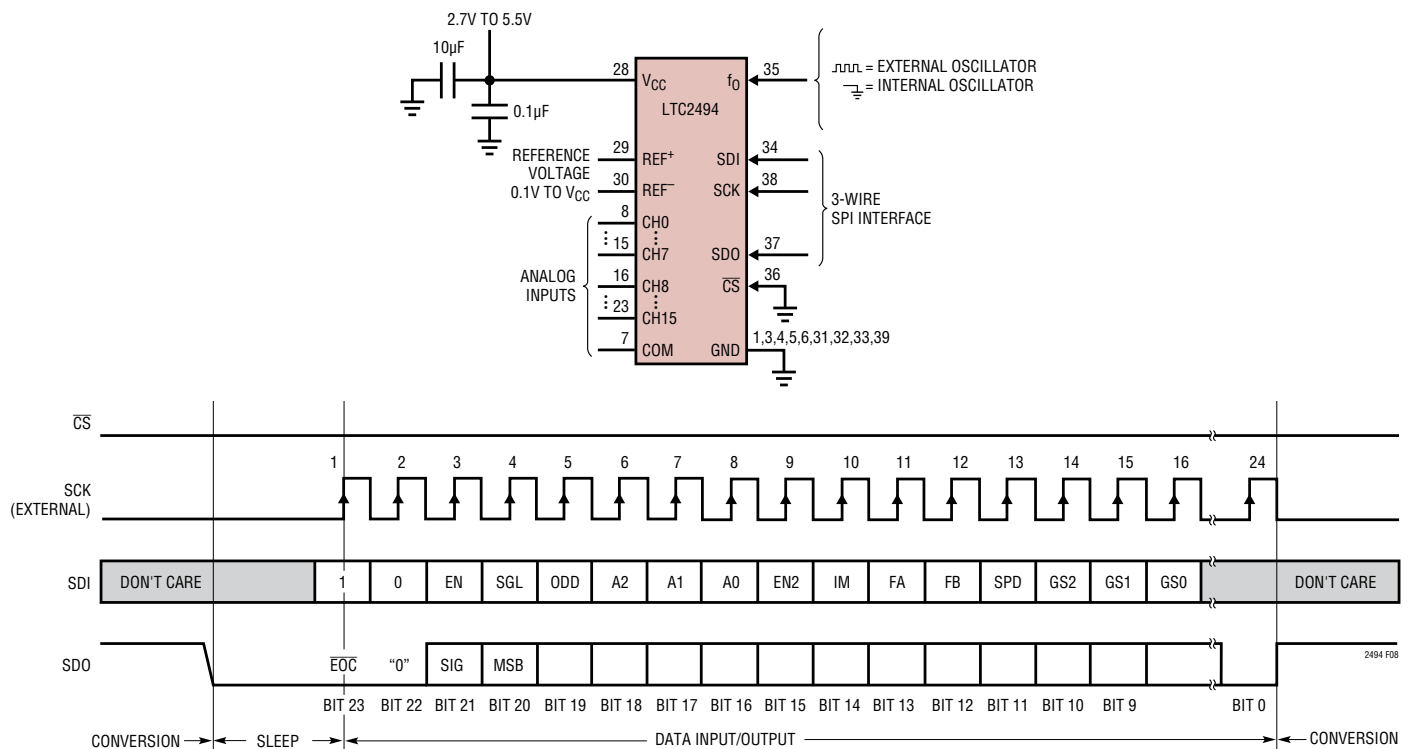 2.7V TO 5.5V
10µF
0.1µF
28
VCC
fO
35
= EXTERNAL OSCILLATOR
= INTERNAL OSCILLATOR
LTC2494
REFERENCE
VOLTAGE
0.1V TO VCC
29
REF+
30
REF–
SDI
34
SCK
38
SDO
37
CS
36
3-WIRE
SPI INTERFACE
ANALOG
INPUTS
8
CH0
15
CH7
16
CH8
23
CH15
7
COM
GND
1,3,4,5,6,31,32,33,39
CS
1 2 3 4 5 6 7 8 9 10 11 12 13 14 15 16 24
SCK
(EXTERNAL)
SDI DON'T CARE 1 0 EN SGL ODD A2 A1 A0 EN2 IM FA FB SPD GS2 GS1 GS0 DON'T CARE
SDO EOC “0” SIG MSB
2494 F08
BIT 23 BIT 22 BIT 21 BIT 20 BIT 19 BIT 18 BIT 17 BIT 16 BIT 15 BIT 14 BIT 13 BIT 12 BIT 11 BIT 10 BIT 9 BIT 0
CONVERSION SLEEP DATA INPUT/OUTPUT CONVERSION